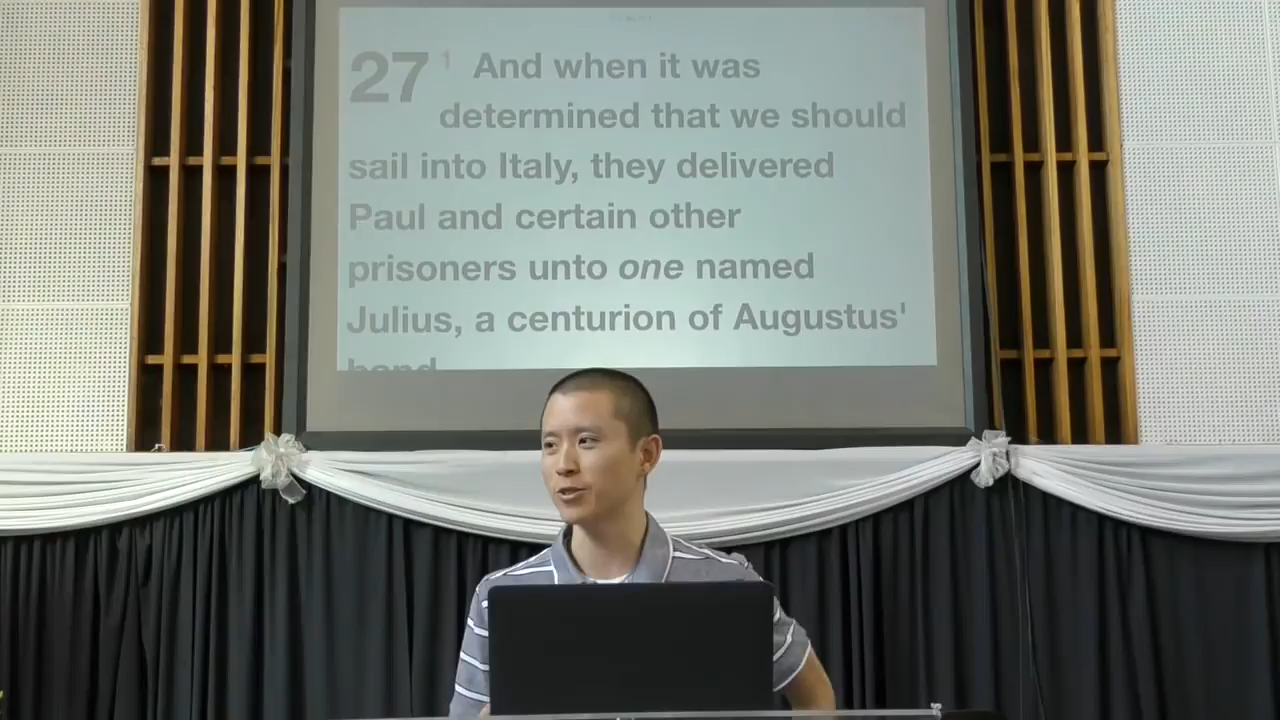 27 1 And when it was
determined that we should
sail into Italy, they delivered
Paul and certain other
prisoners unto one named
Julius, a centurion of Augustus'
band